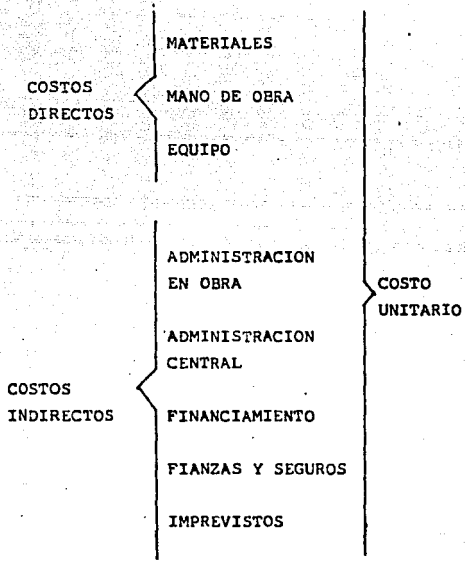 MATERIALES
COSTOS
DIRECTOS
MANO DE OBRA
EQUIPO
ADMINISTRACION
EN OBRA
COSTO
UNITARIO
ADMINISTRACION
CENTRAL
COSTOS
INDIRECTOS
FINANCIAMIENTO
FIANZAS Y SEGUROS
IMPREVISTOS